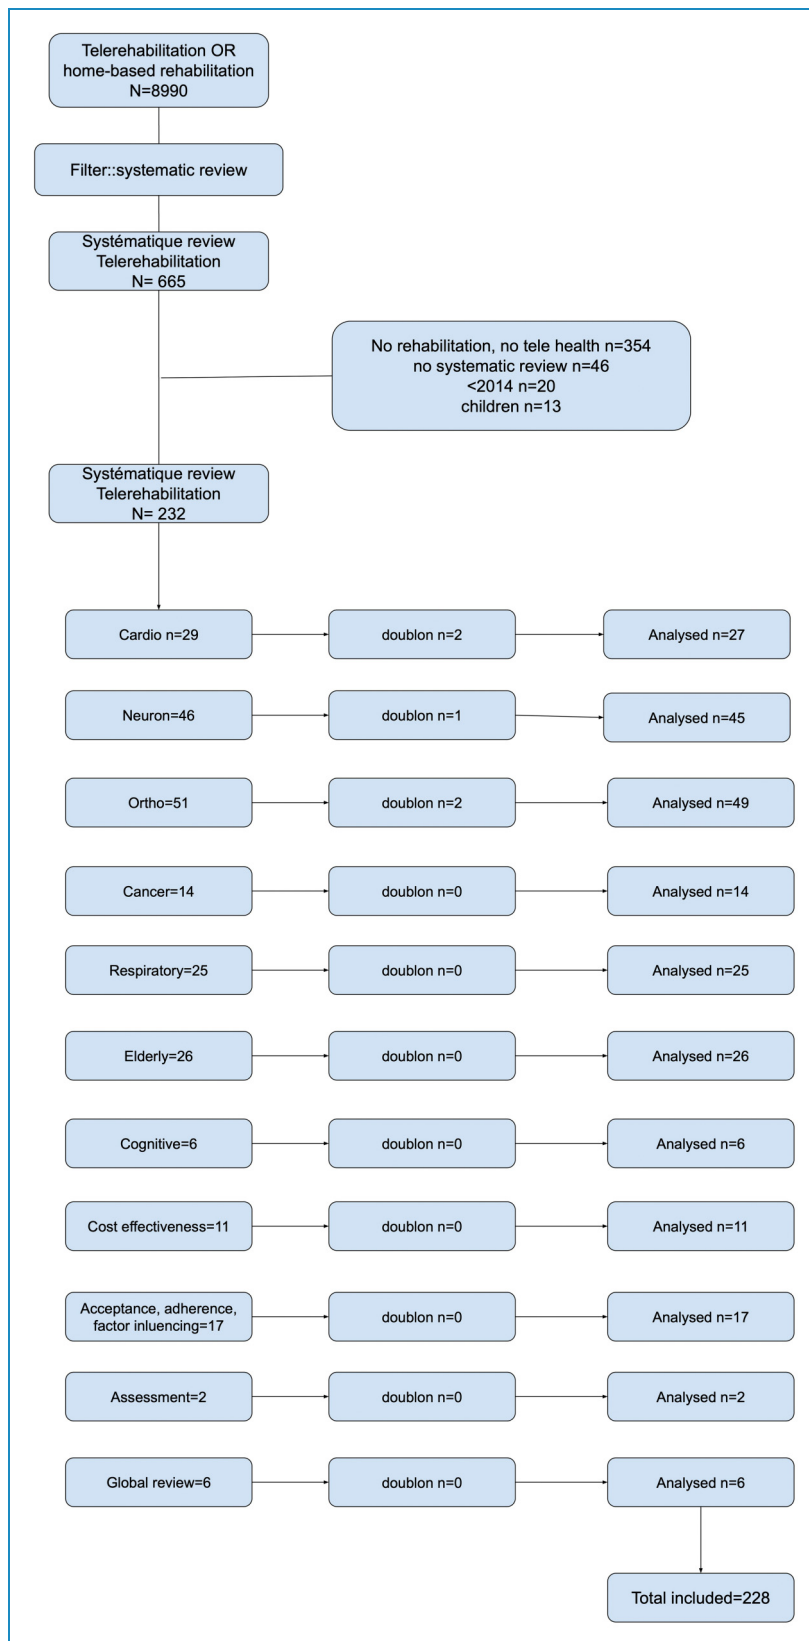 Telerehabilitation OR
home-based rehabilitation
N=8990
Filter::systematic review
Systématique review
Telerehabilitation
N= 665
No rehabilitation, no tele health n=354
no systematic review n=46
<2014 n=20
children n=13
Systématique review
Telerehabilitation
N= 232
Cardio n=29
doublon n=2
Analysed n=27
Neuron=46
doublon n=1
Analysed n=45
Ortho=51
doublon n=2
Analysed n=49
Cancer=14
doublon n=0
Analysed n=14
Respiratory=25
doublon n=0
Analysed n=25
Elderly=26
doublon n=0
Analysed n=26
Cognitive=6
doublon n=0
Analysed n=6
Cost effectiveness=11
doublon n=0
Analysed n=11
Acceptance, adherence,
factor inluencing=17
doublon n=0
Analysed n=17
Assessment=2
doublon n=0
Analysed n=2
Global review=6
doublon n=0
Analysed n=6
Total included=228